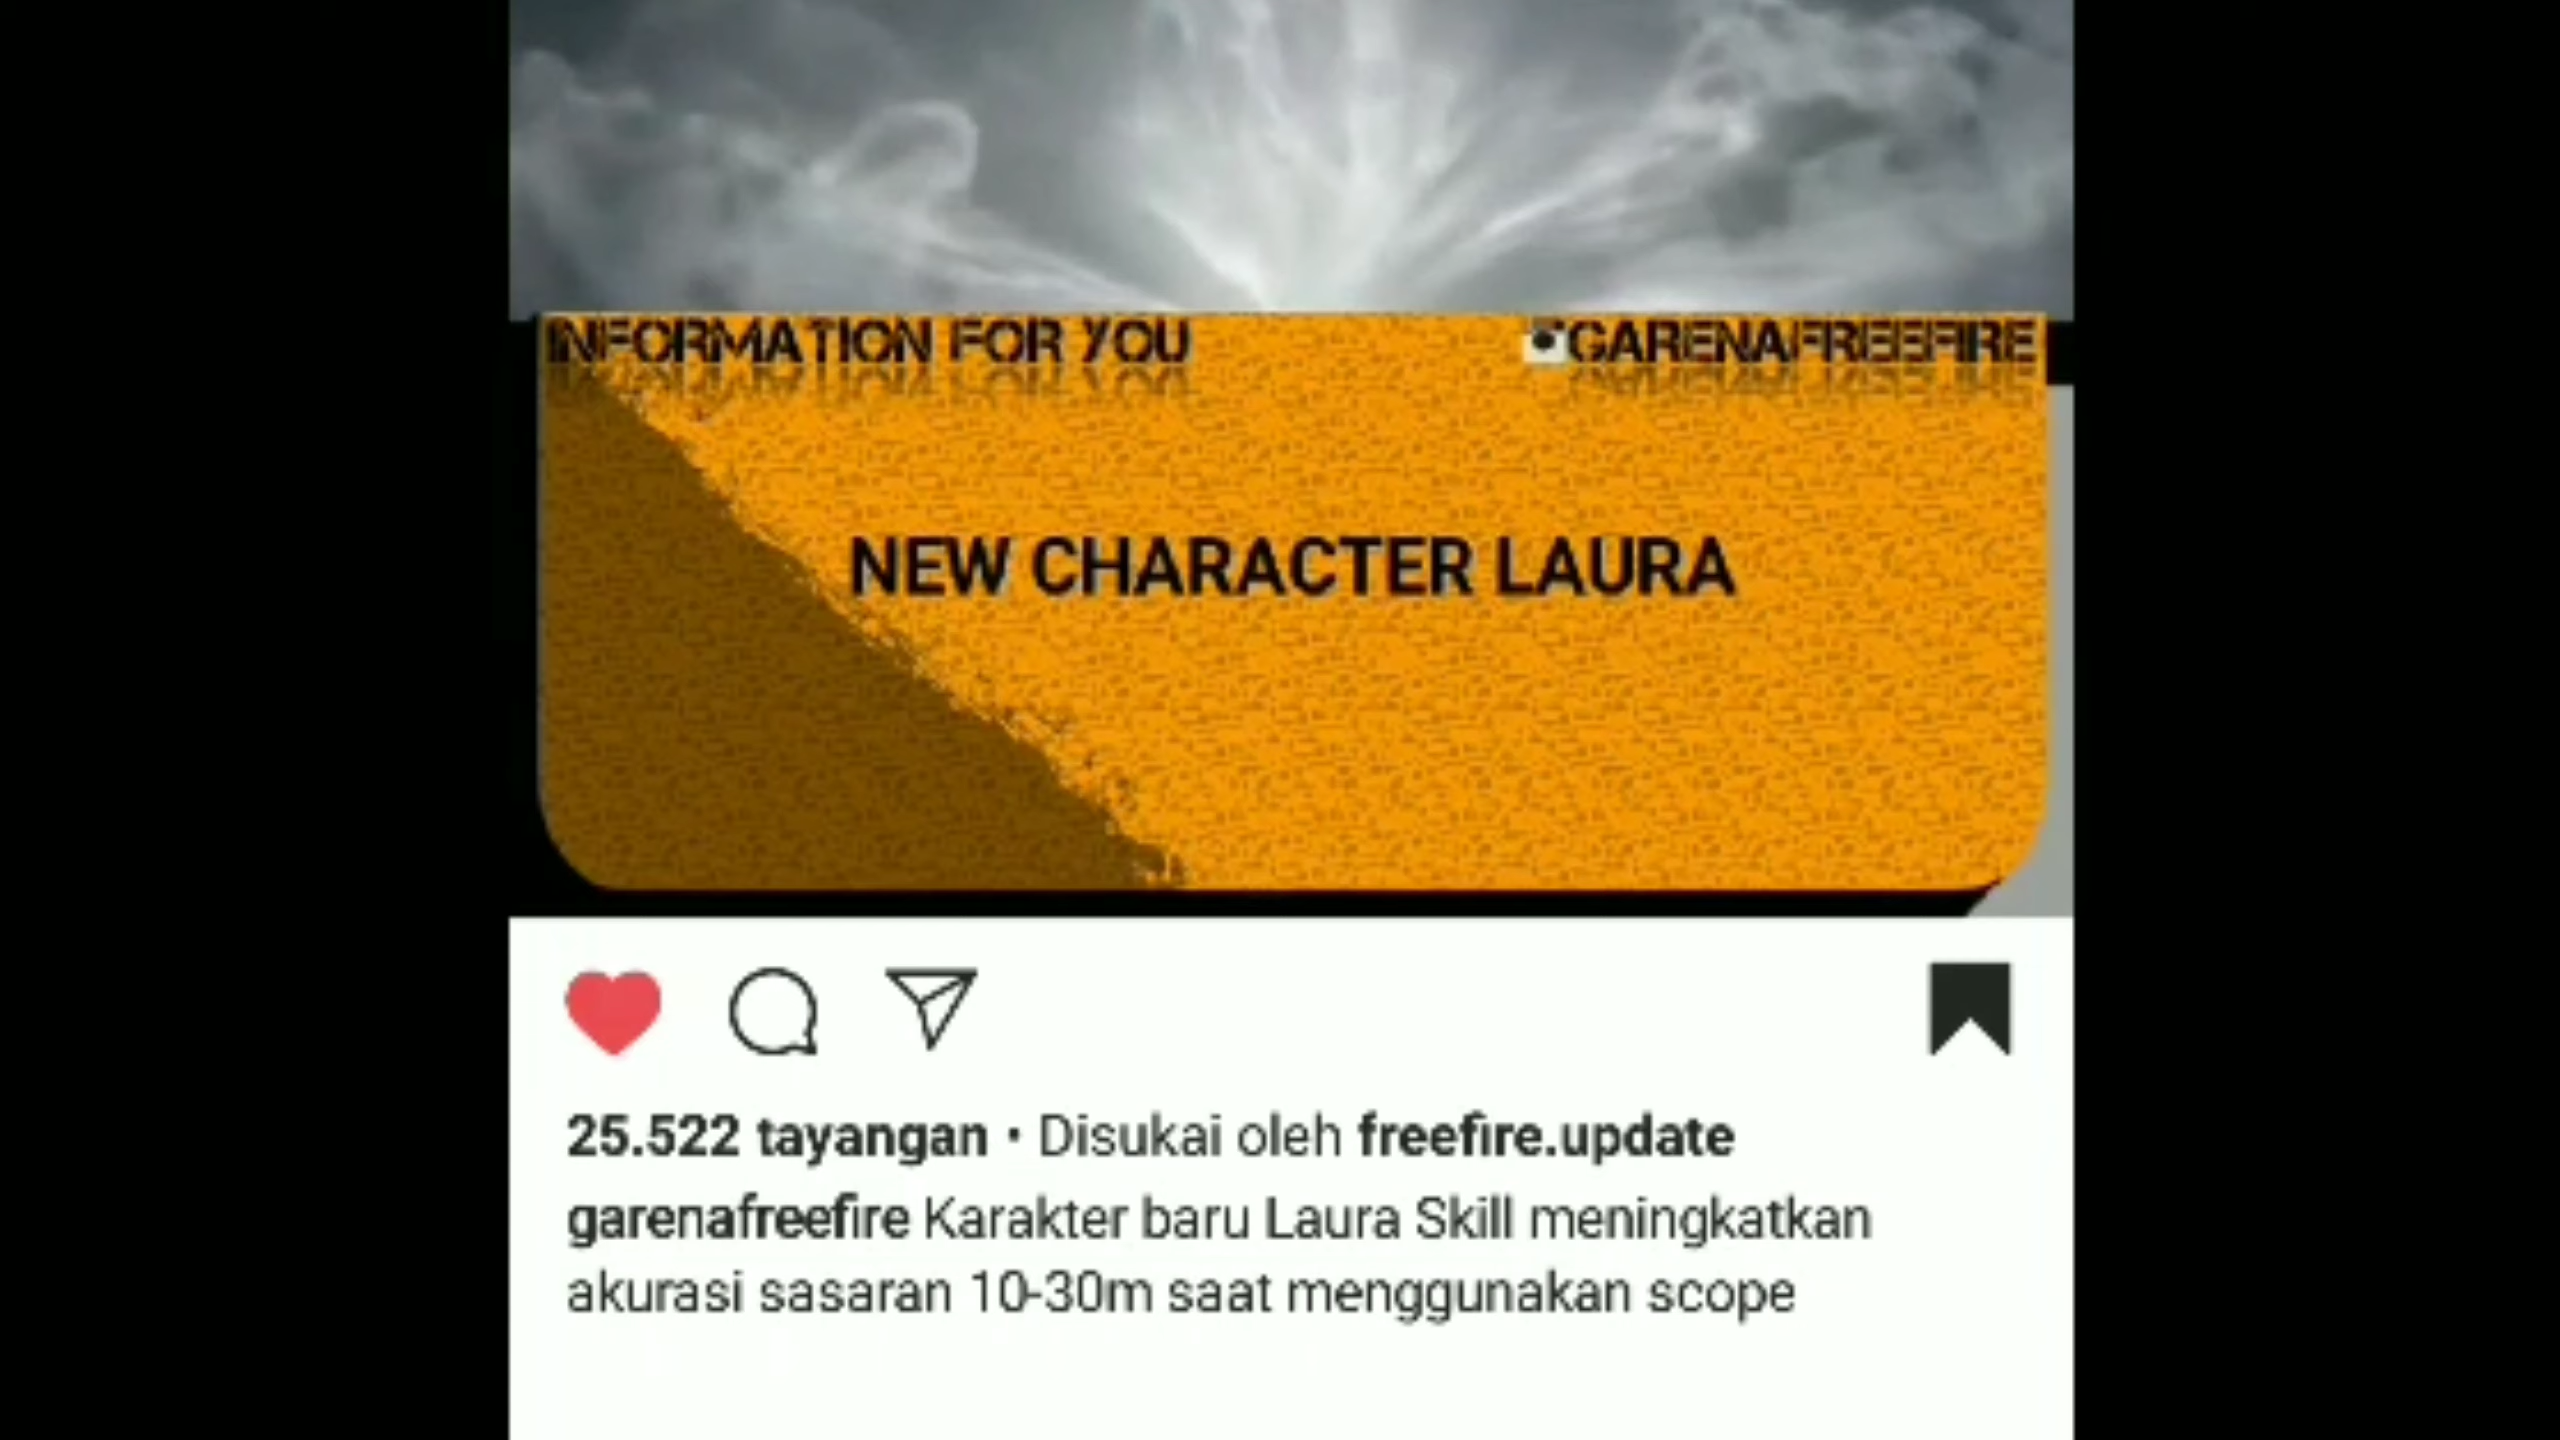 INFORMATION FOR YOU
GARENAFREEFIRE
NEW CHARACTER LAURA
25.522 tayangan • Disukai oleh freefire.update
garenafreefire Karakter baru Laura Skill meningkatkan
akurasi sasaran 10-30m saat menggunakan scope